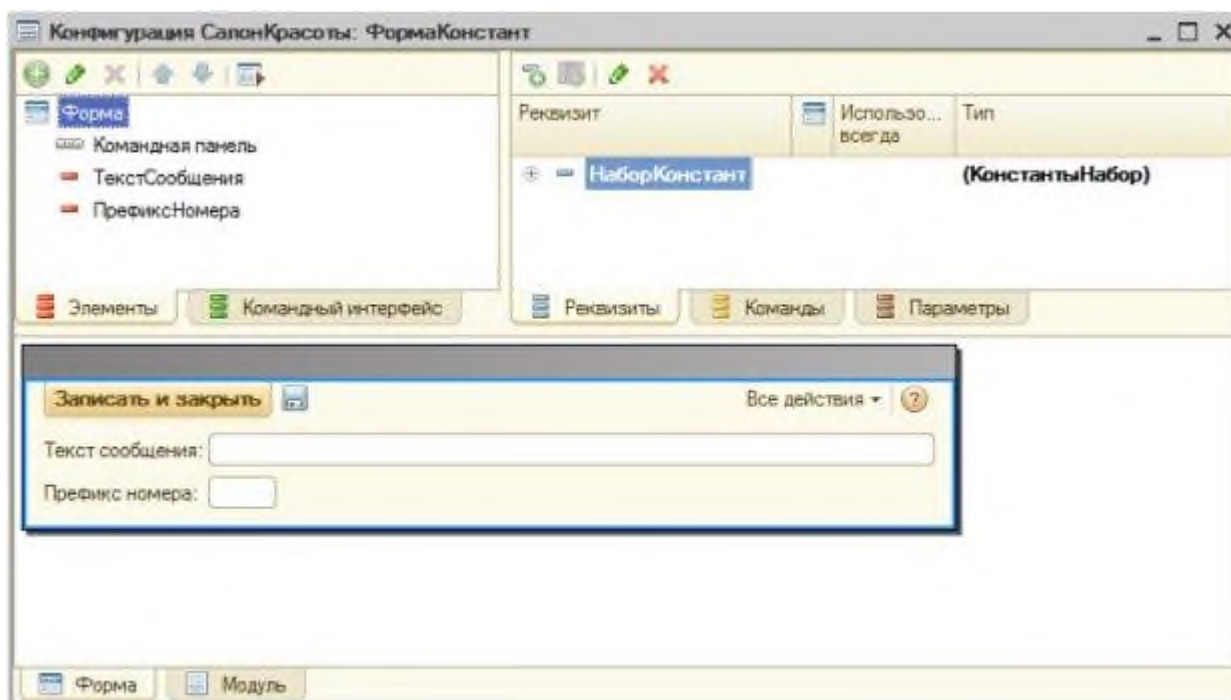 Конфигурация СалонКрасоты: ФормаКонстант
Форма
Командная панель
ТекстСообщения
ПрефиксНомера
Элементы
Командный интерфейс
Реквизит
Использо... всегда
Тип
НаборКонстант
(КонстантыНабор)
Реквизиты
Команды
Параметры
Записать и закрыть
Все действия
Текст сообщения:
Префикс номера:
Форма
Модуль